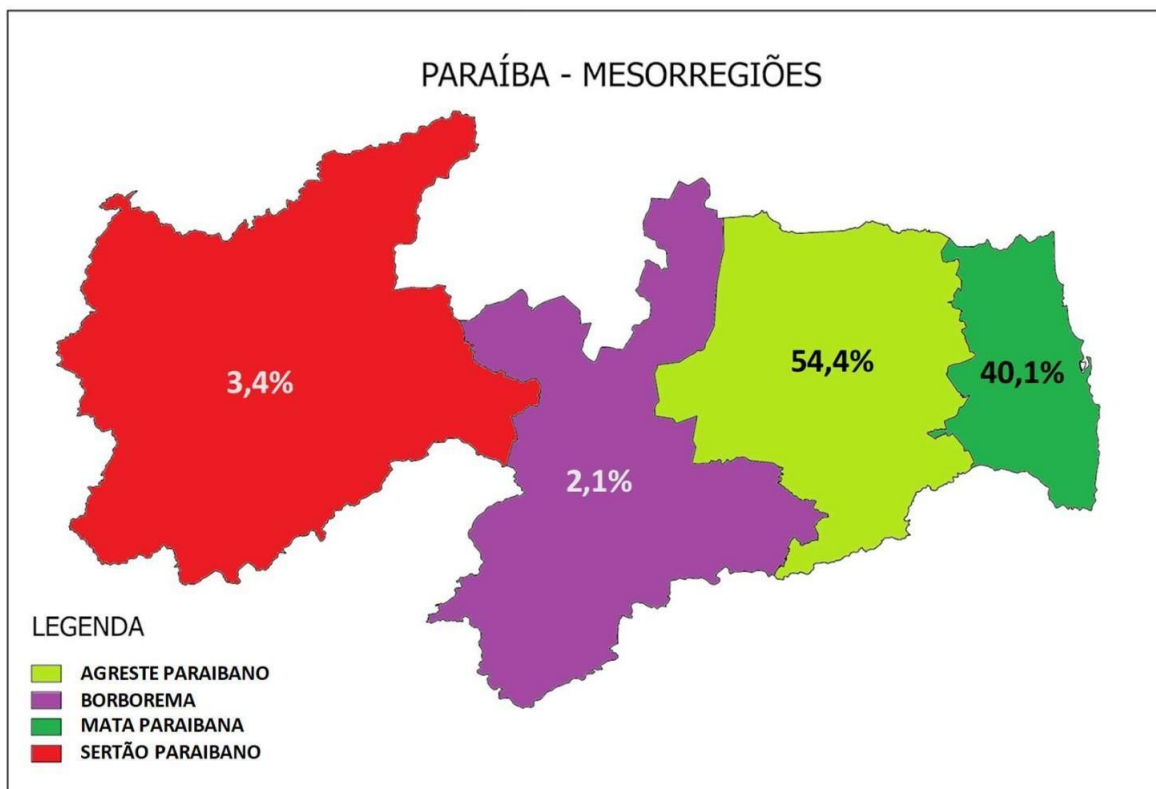 PARAÍBA - MESORREGIÕES
3,4%
2,1%
54,4%
40,1%
LEGENDA
AGRESTE PARAIBANO
BORBOREMA
MATA PARAIBANA
SERTÃO PARAIBANO